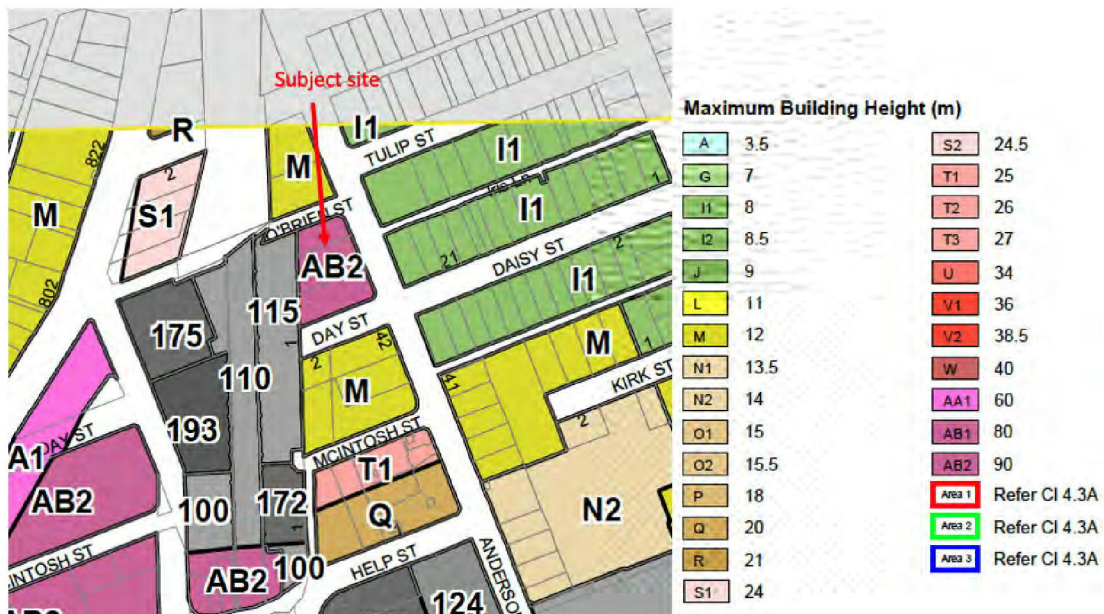 Subject site
R
I1
TULIP ST
I1
822
M
M
2
S1
O'BRIEN ST
I1
1
M
AB2
21
DAISY ST
2
802
115
I1
175
DAY ST
1
42
M
110
2
M
1
41
KIRK ST
193
MCINTOSH ST
2
A1
DAY ST
T1
AB2
100
172
Q
N2
1
INTOSH ST
AB2
100
HELP ST
ANDERSON
124
Maximum Building Height (m)
A 3.5
G 7
I1 8
I2 8.5
J 9
L 11
M 12
N1 13.5
N2 14
O1 15
O2 15.5
P 18
Q 20
R 21
S1 24
S2 24.5
T1 25
T2 26
T3 27
U 34
V1 36
V2 38.5
W 40
AA1 60
AB1 80
AB2 90
Area 1 Refer Cl 4.3A
Area 2 Refer Cl 4.3A
Area 3 Refer Cl 4.3A